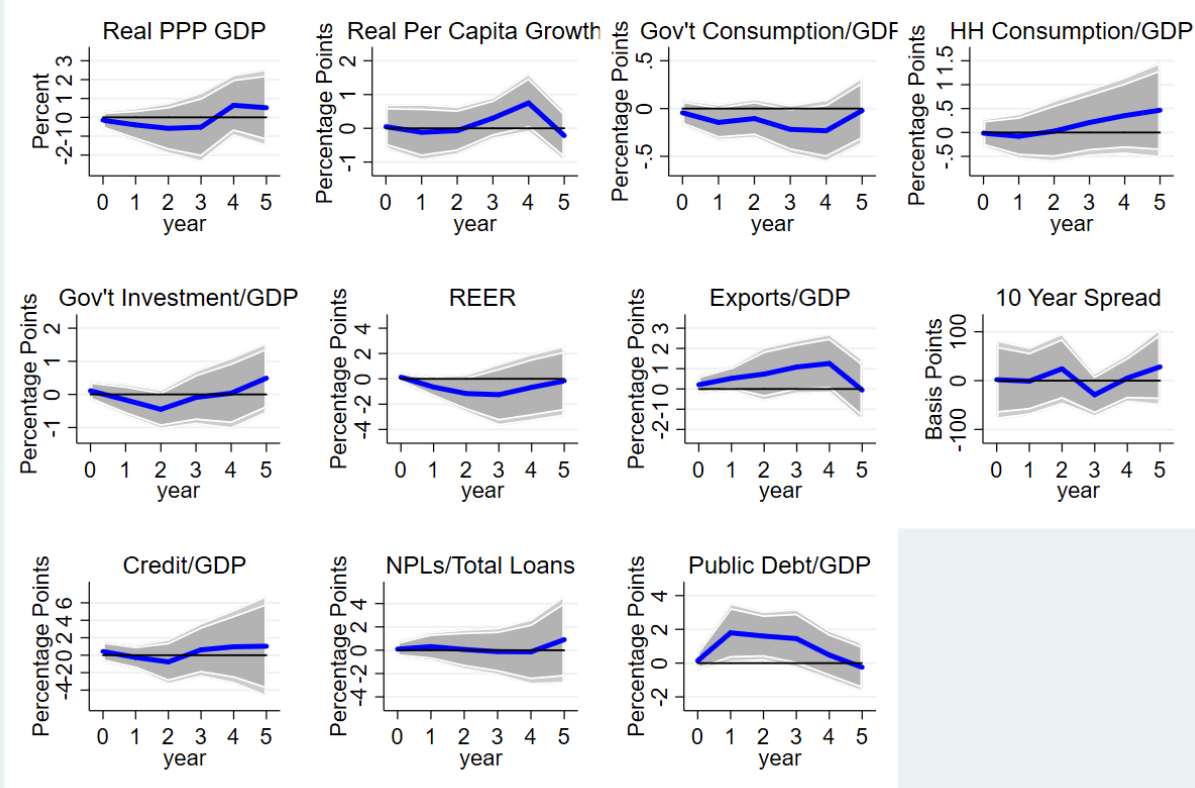 Real PPP GDP
Percent
-2 -1 0 1 2 3
0 1 2 3 4 5
year
Real Per Capita Growth
Percentage Points
-1 0 1 2
0 1 2 3 4 5
year
Gov't Consumption/GDP
Percentage Points
-.5 0 .5
0 1 2 3 4 5
year
HH Consumption/GDP
Percentage Points
-.5 0 .5 1 1.5
0 1 2 3 4 5
year
Gov't Investment/GDP
Percentage Points
-1 0 1 2
0 1 2 3 4 5
year
REER
Percentage Points
-4 -2 0 2 4
0 1 2 3 4 5
year
Exports/GDP
Percentage Points
-2 -1 0 1 2 3
0 1 2 3 4 5
year
10 Year Spread
Basis Points
-100 0 100
0 1 2 3 4 5
year
Credit/GDP
Percentage Points
-4 -2 0 2 4 6
0 1 2 3 4 5
year
NPLs/Total Loans
Percentage Points
-4 -2 0 2 4
0 1 2 3 4 5
year
Public Debt/GDP
Percentage Points
-2 0 2 4
0 1 2 3 4 5
year